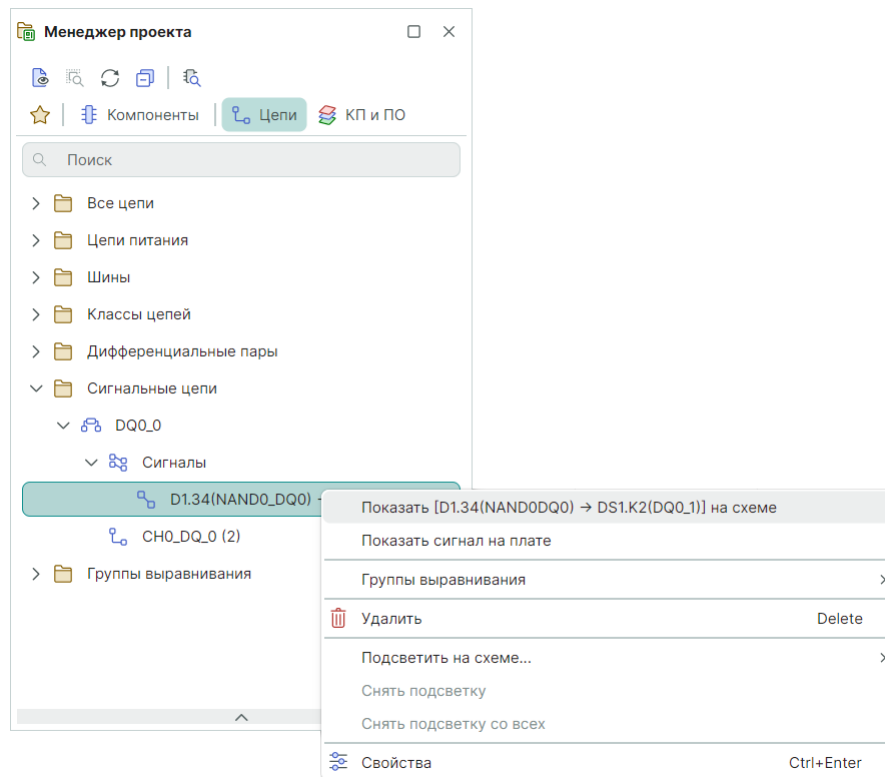 Менеджер проекта
Компоненты
Цепи
КП и ПО
Поиск
Все цепи
Цепи питания
Шины
Классы цепей
Дифференциальные пары
Сигнальные цепи
DQ0_0
Сигналы
D1.34(NAND0_DQ0)
CH0_DQ_0 (2)
Группы выравнивания
Показать [D1.34(NAND0DQ0) → DS1.K2(DQ0_1)] на схеме
Показать сигнал на плате
Группы выравнивания
Удалить Delete
Подсветить на схеме...
Снять подсветку
Снять подсветку со всех
Свойства Ctrl+Enter